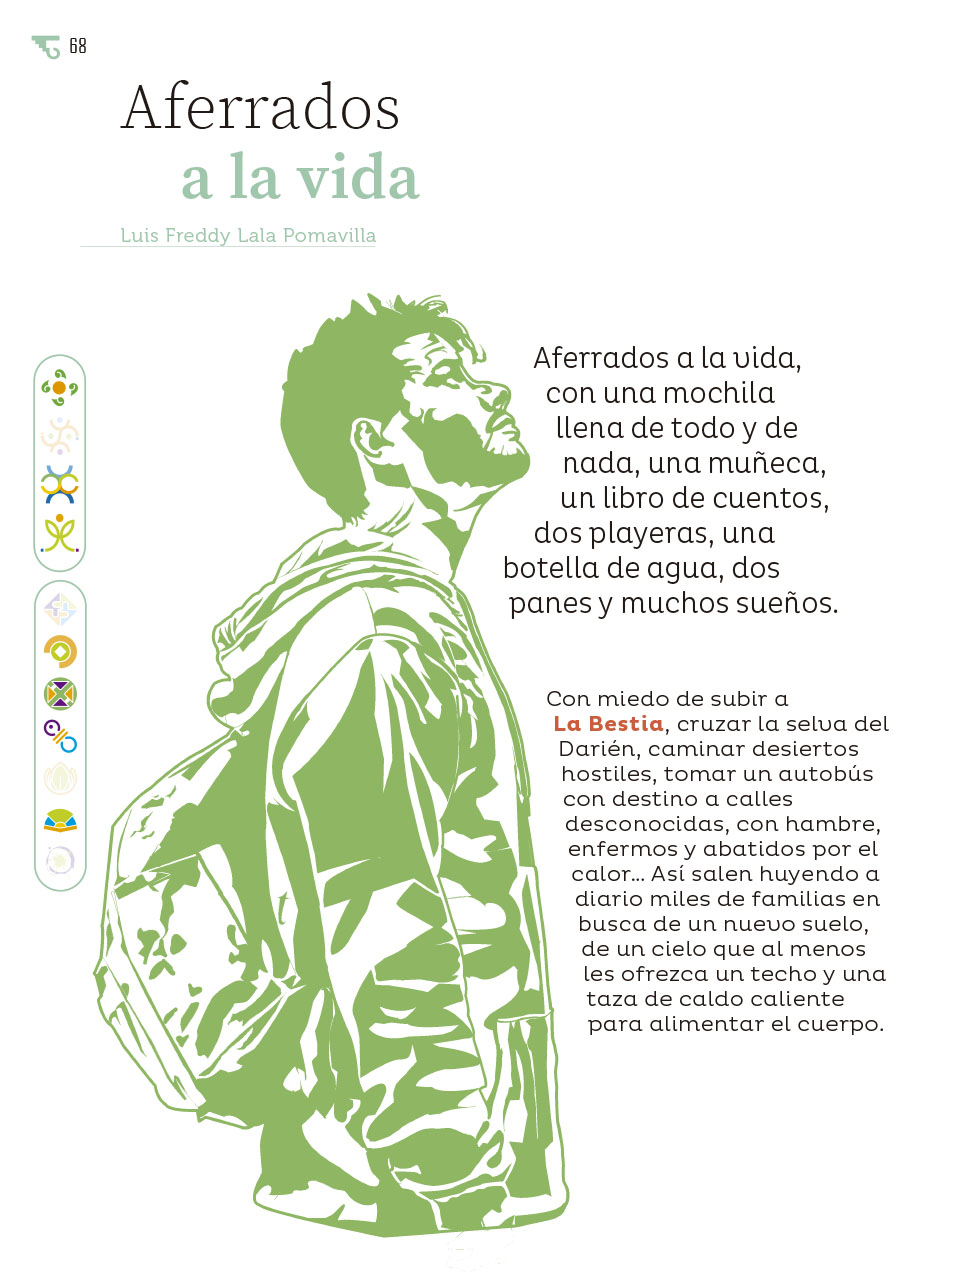 68
Aferrados
a la vida
Luis Freddy Lala Pomavilla
Aferrados a la vida,
con una mochila
llena de todo y de
nada, una muñeca,
un libro de cuentos,
dos playeras, una
botella de agua, dos
panes y muchos sueños.
Con miedo de subir a
La Bestia, cruzar la selva del
Darién, caminar desiertos
hostiles, tomar un autobús
con destino a calles
desconocidas, con hambre,
enfermos y abatidos por el
calor... Así salen huyendo a
diario miles de familias en
busca de un nuevo suelo,
de un cielo que al menos
les ofrezca un techo y una
taza de caldo caliente
para alimentar el cuerpo.